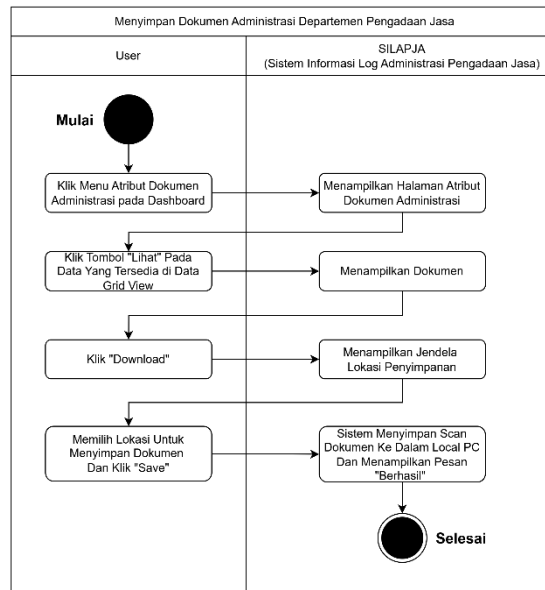 Menyimpan Dokumen Administrasi Departemen Pengadaan Jasa
User
SILAPJA
(Sistem Informasi Log Administrasi Pengadaan Jasa)
Mulai
Klik Menu Atribut Dokumen
Administrasi pada Dashboard
Menampilkan Halaman Atribut
Dokumen Administrasi
Klik Tombol "Lihat" Pada
Data Yang Tersedia di Data
Grid View
Menampilkan Dokumen
Klik "Download"
Menampilkan Jendela
Lokasi Penyimpanan
Memilih Lokasi Untuk
Menyimpan Dokumen
Dan Klik "Save"
Sistem Menyimpan Scan
Dokumen Ke Dalam Local PC
Dan Menampilkan Pesan
"Berhasil"
Selesai